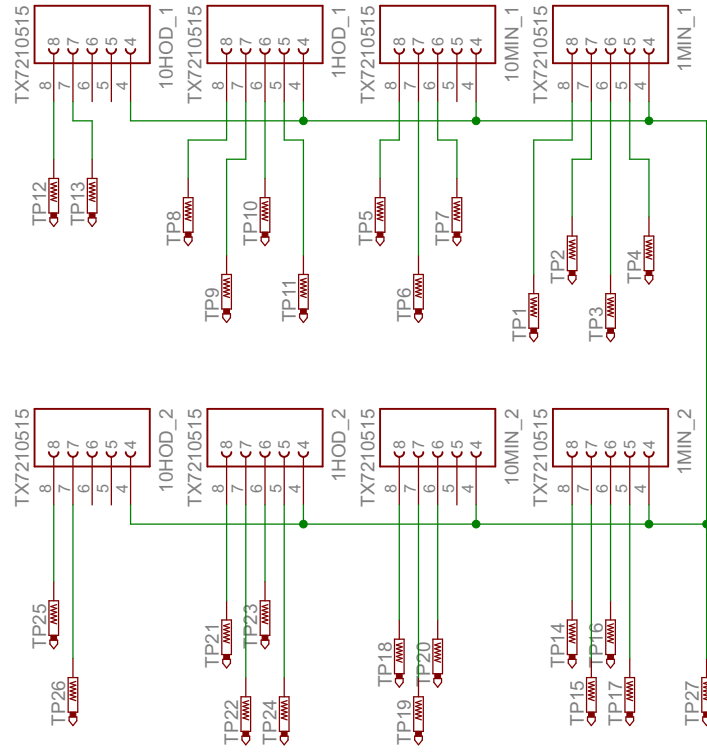 TX7210515
8 7 6 5 4
8 7 6 5 4
10HOD_1
TX7210515
8 7 6 5 4
8 7 6 5 4
1HOD_1
TX7210515
8 7 6 5 4
8 7 6 5 4
10MIN_1
TX7210515
8 7 6 5 4
8 7 6 5 4
1MIN_1
TP12
TP13
TP8
TP9
TP10
TP11
TP5
TP6
TP7
TP1
TP2
TP3
TP4
TX7210515
8 7 6 5 4
8 7 6 5 4
10HOD_2
TX7210515
8 7 6 5 4
8 7 6 5 4
1HOD_2
TX7210515
8 7 6 5 4
8 7 6 5 4
10MIN_2
TX7210515
8 7 6 5 4
8 7 6 5 4
1MIN_2
TP25
TP26
TP21
TP22
TP23
TP24
TP18
TP19
TP20
TP14
TP15
TP16
TP17
TP27